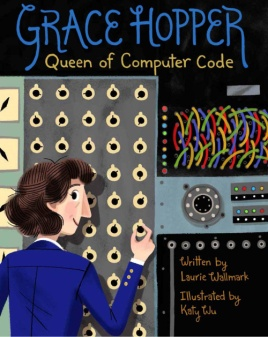 GRACE HOPPER
Queen of Computer Code
Written by
Laurie Wallmark
Illustrated by
Katy Wu